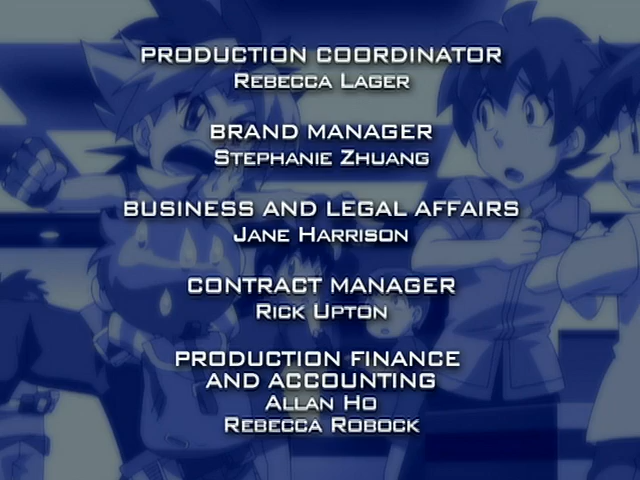 PRODUCTION COORDINATOR
REBECCA LAGER
BRAND MANAGER
STEPHANIE ZHUANG
BUSINESS AND LEGAL AFFAIRS
JANE HARRISON
CONTRACT MANAGER
RICK UPTON
PRODUCTION FINANCE
AND ACCOUNTING
ALLAN HO
REBECCA ROBOCK